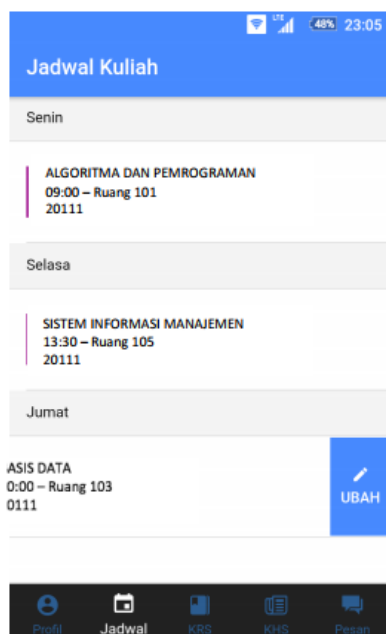 LTE 48% 23:05
Jadwal Kuliah
Senin
ALGORITMA DAN PEMROGRAMAN
09:00 – Ruang 101
20111
Selasa
SISTEM INFORMASI MANAJEMEN
13:30 – Ruang 105
20111
Jumat
ASIS DATA
0:00 – Ruang 103
0111
UBAH
Profil Jadwal KRS KHS Pesan